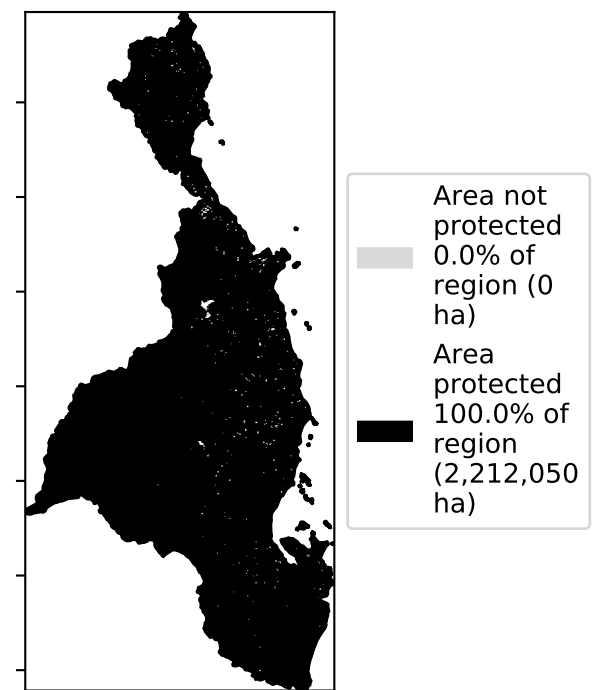 Area not
protected
0.0% of
region (0
ha)
Area
protected
100.0% of
region
(2,212,050
ha)